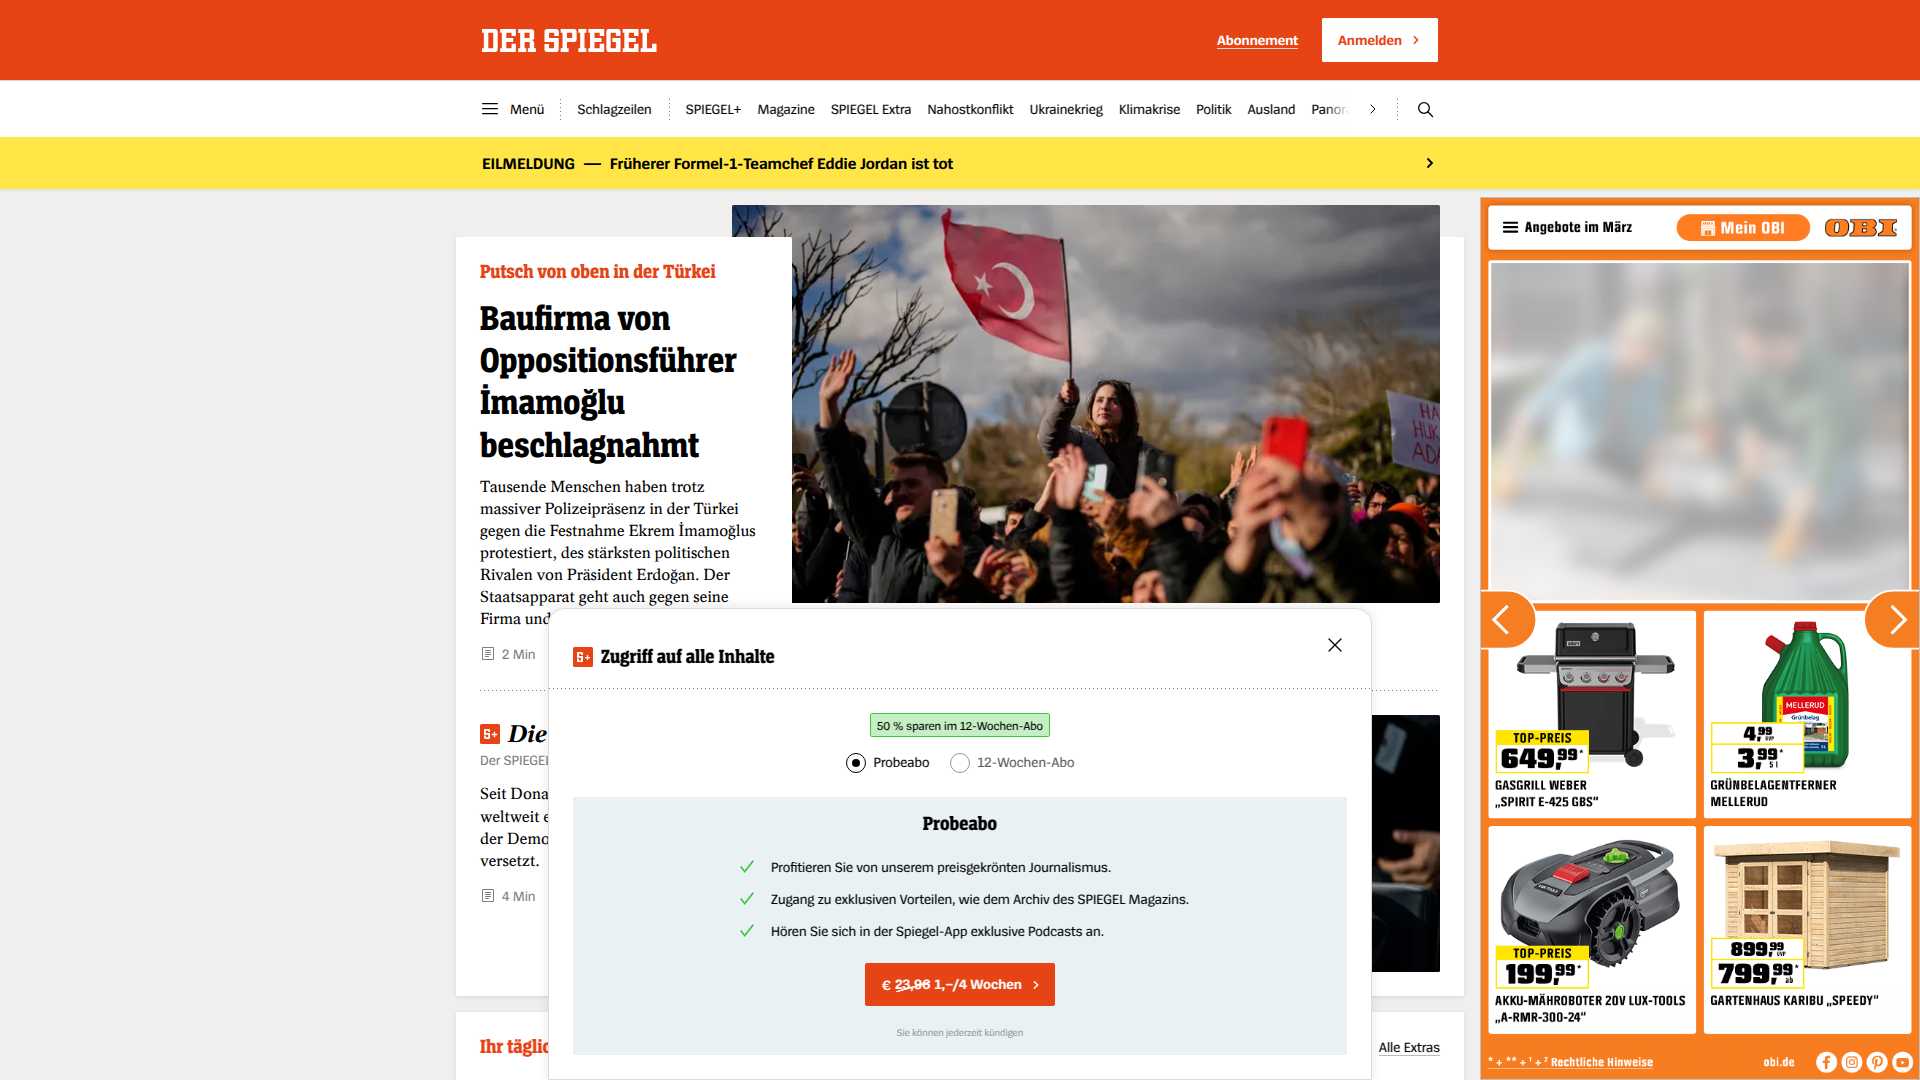 DER SPIEGEL
Abonnement
Anmelden
Menü
Schlagzeilen
SPIEGEL+
Magazine
SPIEGEL Extra
Nahostkonflikt
Ukrainekrieg
Klimakrise
Politik
Ausland
EILMELDUNG — Früherer Formel-1-Teamchef Eddie Jordan ist tot
Putsch von oben in der Türkei
Baufirma von
Oppositionsführer
İmamoğlu
beschlagnahmt
Tausende Menschen haben trotz
massiver Polizeipräsenz in der Türkei
gegen die Festnahme Ekrem İmamoğlus
protestiert, des stärksten politischen
Rivalen von Präsident Erdoğan. Der
Staatsapparat geht auch gegen seine
Firma und
2 Min
Die
Der SPIEGEL
Seit Dona
weltweit e
der Demo
versetzt.
4 Min
Ihr täglic
Alle Extras
S+ Zugriff auf alle Inhalte
50 % sparen im 12-Wochen-Abo
Probeabo
12-Wochen-Abo
Probeabo
Profitieren Sie von unserem preisgekrönten Journalismus.
Zugang zu exklusiven Vorteilen, wie dem Archiv des SPIEGEL Magazins.
Hören Sie sich in der Spiegel-App exklusive Podcasts an.
€ 23,96 1,–/4 Wochen
Sie können jederzeit kündigen
Angebote im März
Mein OBI
OBI
TOP-PREIS
649,99*
GASGRILL WEBER
„SPIRIT E-425 GBS“
MELLERUD
Grünbelag
4,99 UVP
3,99* 5 l
GRÜNBELAGENTFERNER
MELLERUD
TOP-PREIS
199,99*
AKKU-MÄHROBOTER 20V LUX-TOOLS
„A-RMR-300-24“
899,99 UVP
799,99* ab
GARTENHAUS KARIBU „SPEEDY“
* + ** + ¹ + ² Rechtliche Hinweise
obi.de